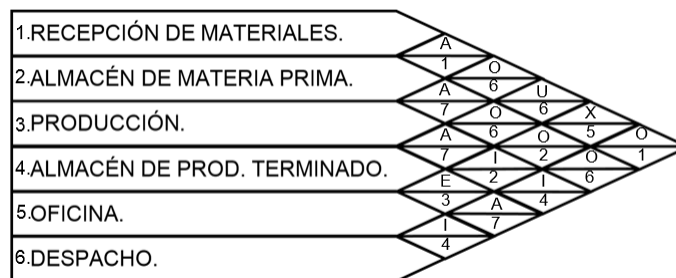 1.RECEPCIÓN DE MATERIALES.
A
1 O
2.ALMACÉN DE MATERIA PRIMA.
A 6 U
7 O 6 X
3.PRODUCCIÓN.
A 6 O 5 O
7 I 2 O 1
4.ALMACÉN DE PROD. TERMINADO.
E 2 I 6
3 A 4
5.OFICINA.
I 7
4
6.DESPACHO.